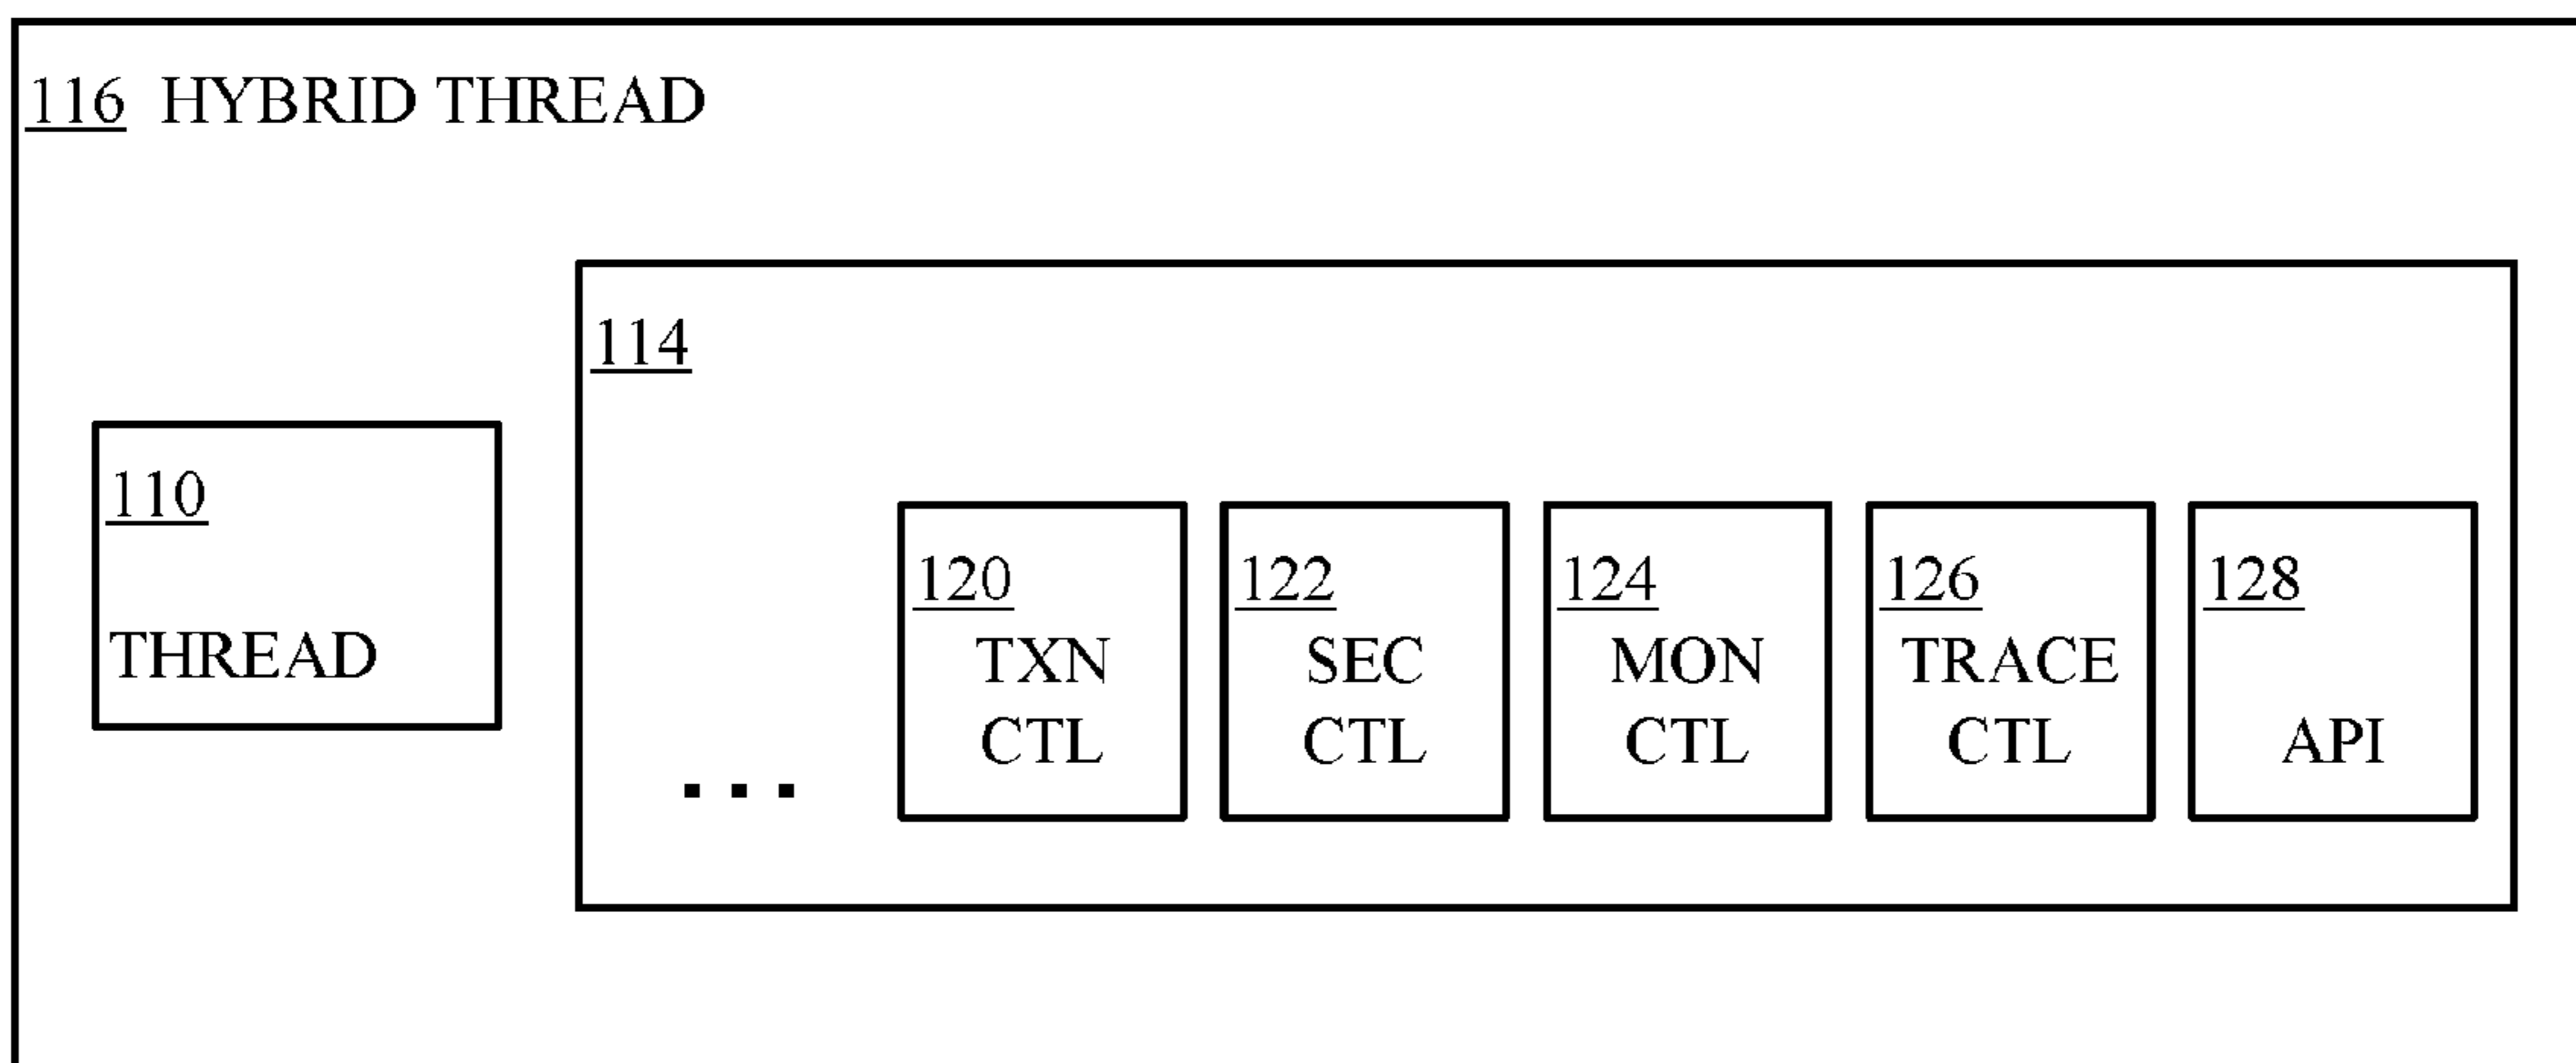 116 HYBRID THREAD
114
110
THREAD
...
120
TXN
CTL
122
SEC
CTL
124
MON
CTL
126
TRACE
CTL
128
API